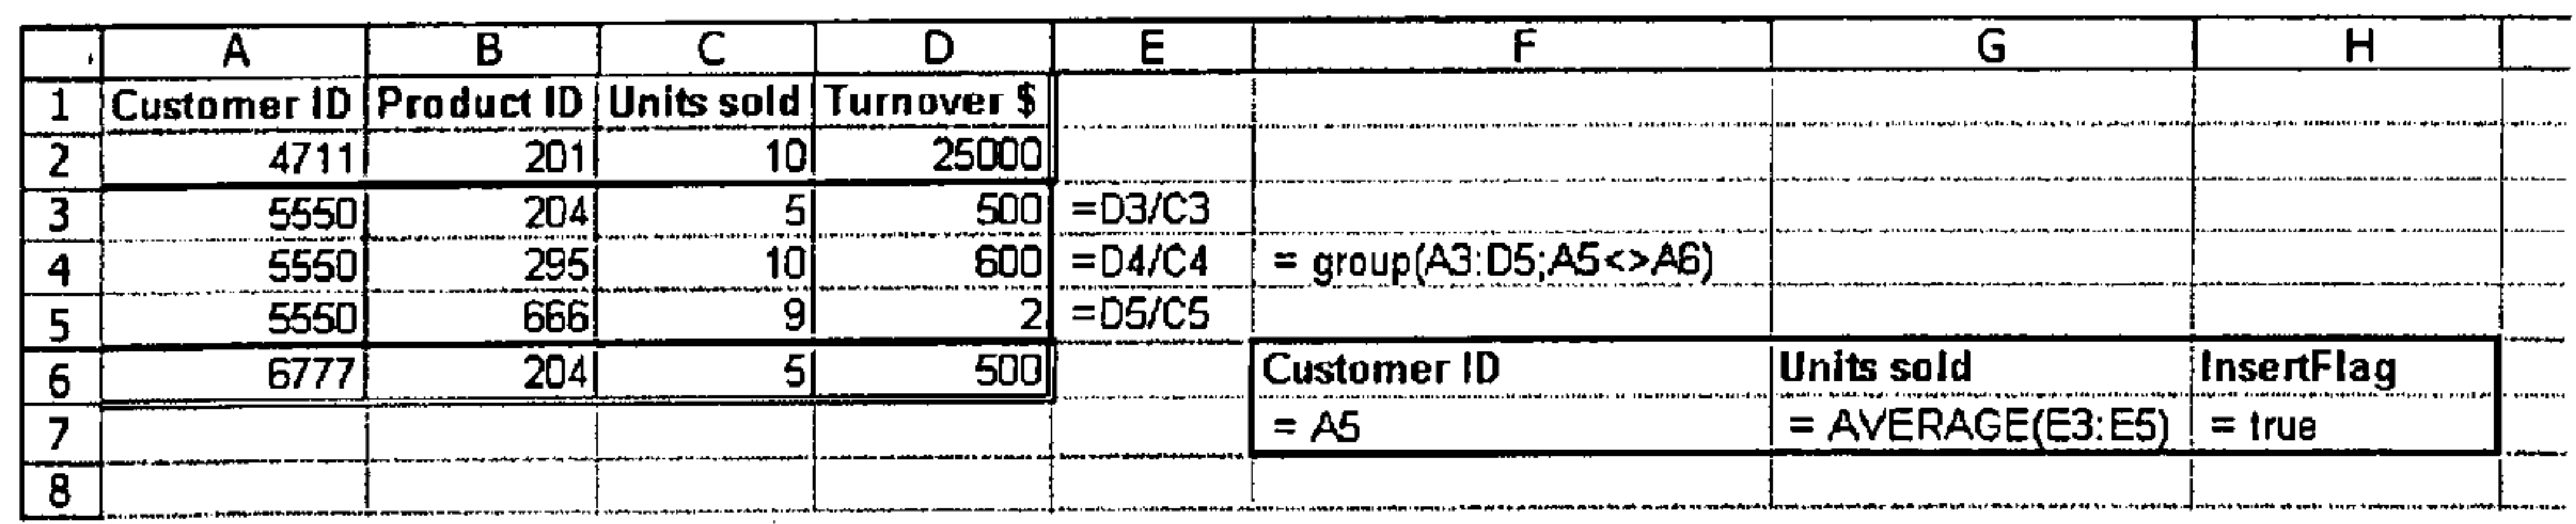 A B C D E F G H
1 Customer ID Product ID Units sold Turnover $
2 4711 201 10 25000
3 5550 204 5 500 =D3/C3
4 5550 295 10 600 =D4/C4 = group(A3:D5;A5<>A6)
5 5550 666 9 2 =D5/C5
6 6777 204 5 500 Customer ID Units sold InsertFlag
7 = A5 = AVERAGE(E3:E5) = true
8